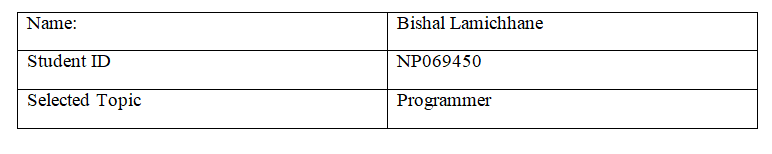 Name: Bishal Lamichhane
Student ID NP069450
Selected Topic Programmer